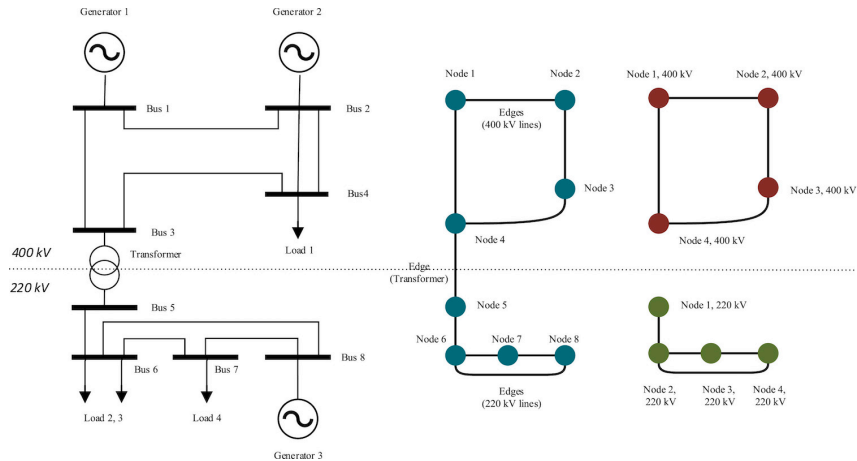 Generator 1
Generator 2
Bus 1
Bus 2
Bus4
Bus 3
Load 1
Transformer
400 kV
220 kV
Bus 5
Bus 6
Bus 7
Bus 8
Load 2, 3
Load 4
Generator 3
Node 1
Node 2
Edges
(400 kV lines)
Node 3
Node 4
Edge
(Transformer)
Node 5
Node 6
Node 7
Node 8
Edges
(220 kV lines)
Node 1, 400 kV
Node 2, 400 kV
Node 3, 400 kV
Node 4, 400 kV
Node 1, 220 kV
Node 2,
220 kV
Node 3,
220 kV
Node 4,
220 kV